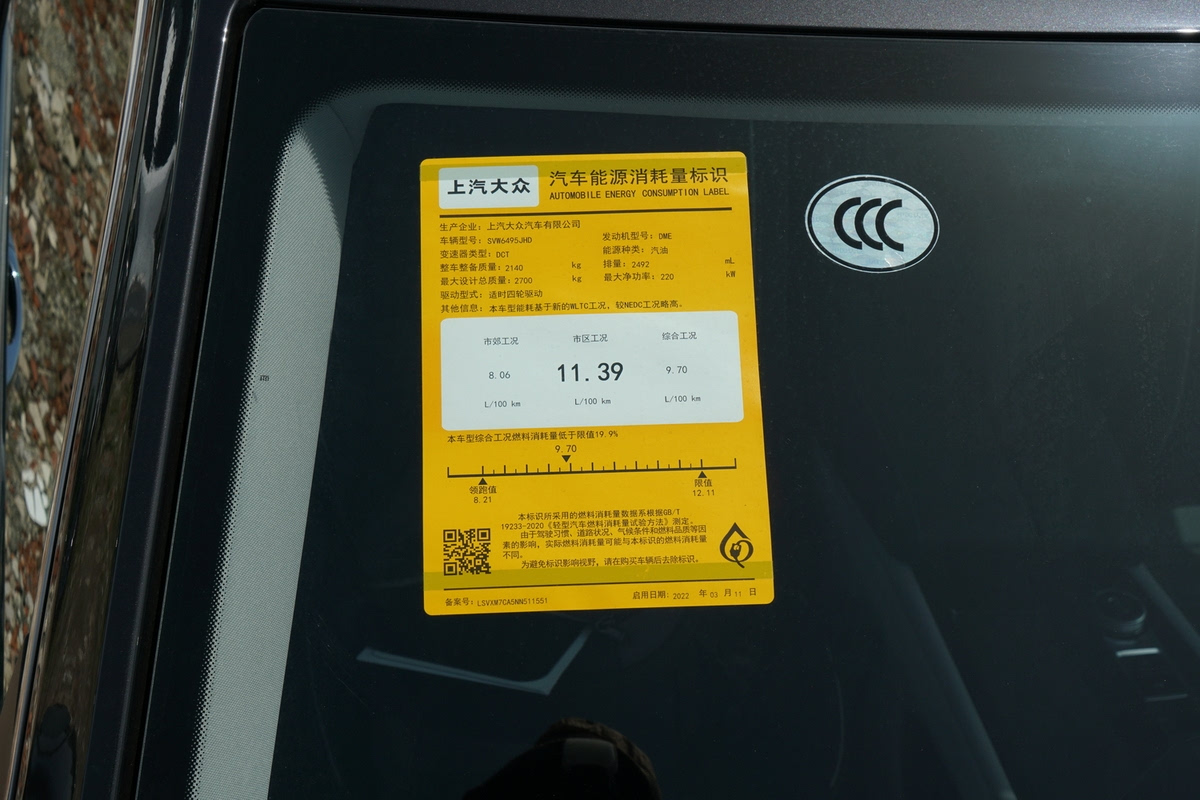 上汽大众
汽车能源消耗量标识
AUTOMOBILE ENERGY CONSUMPTION LABEL
生产企业: 上汽大众汽车有限公司
车辆型号: SVW6495JHD 发动机型号: DME
变速器类型: DCT 能源种类: 汽油
整车整备质量: 2140 kg 排量: 2492 mL
最大设计总质量: 2700 kg 最大净功率: 220 kW
驱动型式: 适时四轮驱动
其他信息: 本车型能耗基于新的WLTC工况, 较NEDC工况略高。
市郊工况 市区工况 综合工况
8.06 11.39 9.70
L/100 km L/100 km L/100 km
本车型综合工况燃料消耗量低于限值19.9%
9.70
领跑值 限值
8.21 12.11
本标识所采用的燃料消耗量数据系根据GB/T
19233-2020《轻型汽车燃料消耗量试验方法》测定。
由于驾驶习惯、道路状况、气候条件和燃料品质等因
素的影响, 实际燃料消耗量可能与本标识的燃料消耗量
不同。
为避免标识影响视野, 请在购买车辆后去除标识。
备案号: LSVXM7CA5NN511551 启用日期: 2022 年 03 月 11 日
CCC